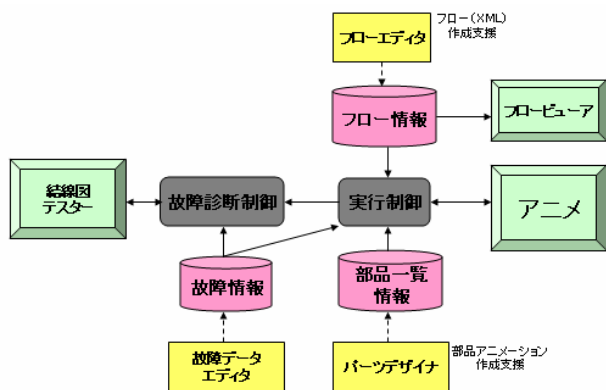 フロー(XML)
作成支援
フローエディタ
フロー情報
フロービューア
結線図
テスター
故障診断制御
実行制御
アニメ
故障情報
部品一覧
情報
故障データ
エディタ
パーツデザイナ
部品アニメーション
作成支援